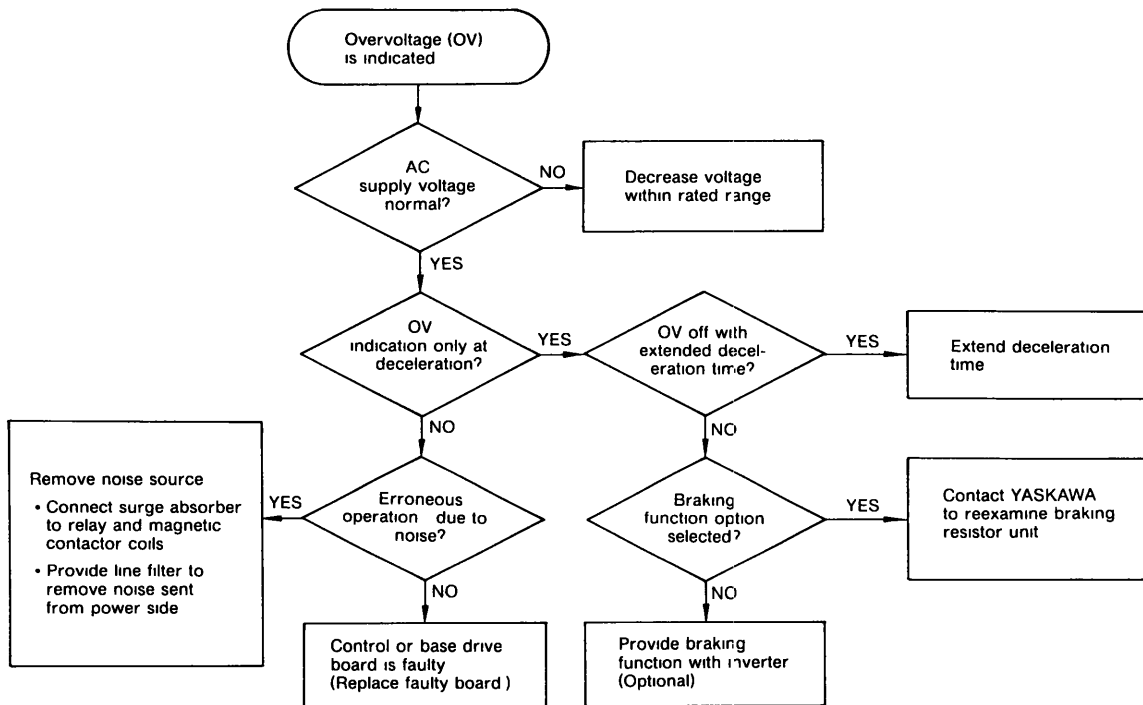 Overvoltage (OV)
is indicated
AC
supply voltage
normal?
NO
Decrease voltage
within rated range
YES
OV
indication only at
deceleration?
YES
OV off with
extended decel-
eration time?
YES
Extend deceleration
time
NO
NO
Remove noise source
• Connect surge absorber
to relay and magnetic
contactor coils
• Provide line filter to
remove noise sent
from power side
YES
Erroneous
operation due to
noise?
Braking
function option
selected?
YES
Contact YASKAWA
to reexamine braking
resistor unit
NO
NO
Control or base drive
board is faulty
(Replace faulty board)
Provide braking
function with inverter
(Optional)